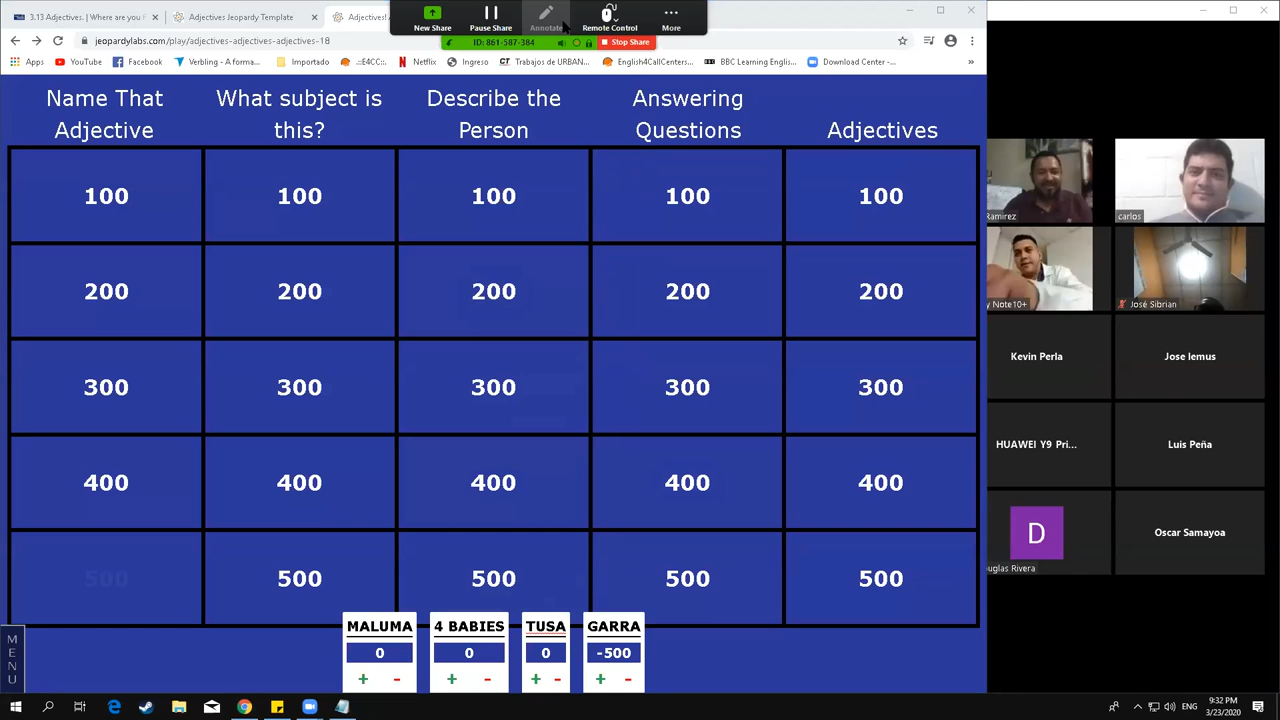 New Share
Pause Share
Annotate
Remote Control
More
ID: 861-587-384
Stop Share
3.13 Adjectives. | Where are you f
Adjectives Jeopardy Template
Adjectives!
jeopardylabs.com/play/adjectives-adjectives-adjectives-18
Apps
YouTube
Facebook
Verbling - A forma...
Importado
.::E4CC::.
Netflix
Ingreso
CT Trabajos de URBAN...
English4CallCenters...
BBC Learning Englis...
Download Center -...
»
Name That Adjective
What subject is this?
Describe the Person
Answering Questions
Adjectives
100 100 100 100 100
200 200 200 200 200
300 300 300 300 300
400 400 400 400 400
500 500 500 500 500
MALUMA 4 BABIES TUSA GARRA
0 0 0 -500
+ - + - + - + -
MENU
Ramirez
carlos
y Note10+
José Sibrian
Kevin Perla
Jose lemus
HUAWEI Y9 Pri...
Luis Peña
D
uglas Rivera
Oscar Samayoa
9:32 PM
3/23/2020